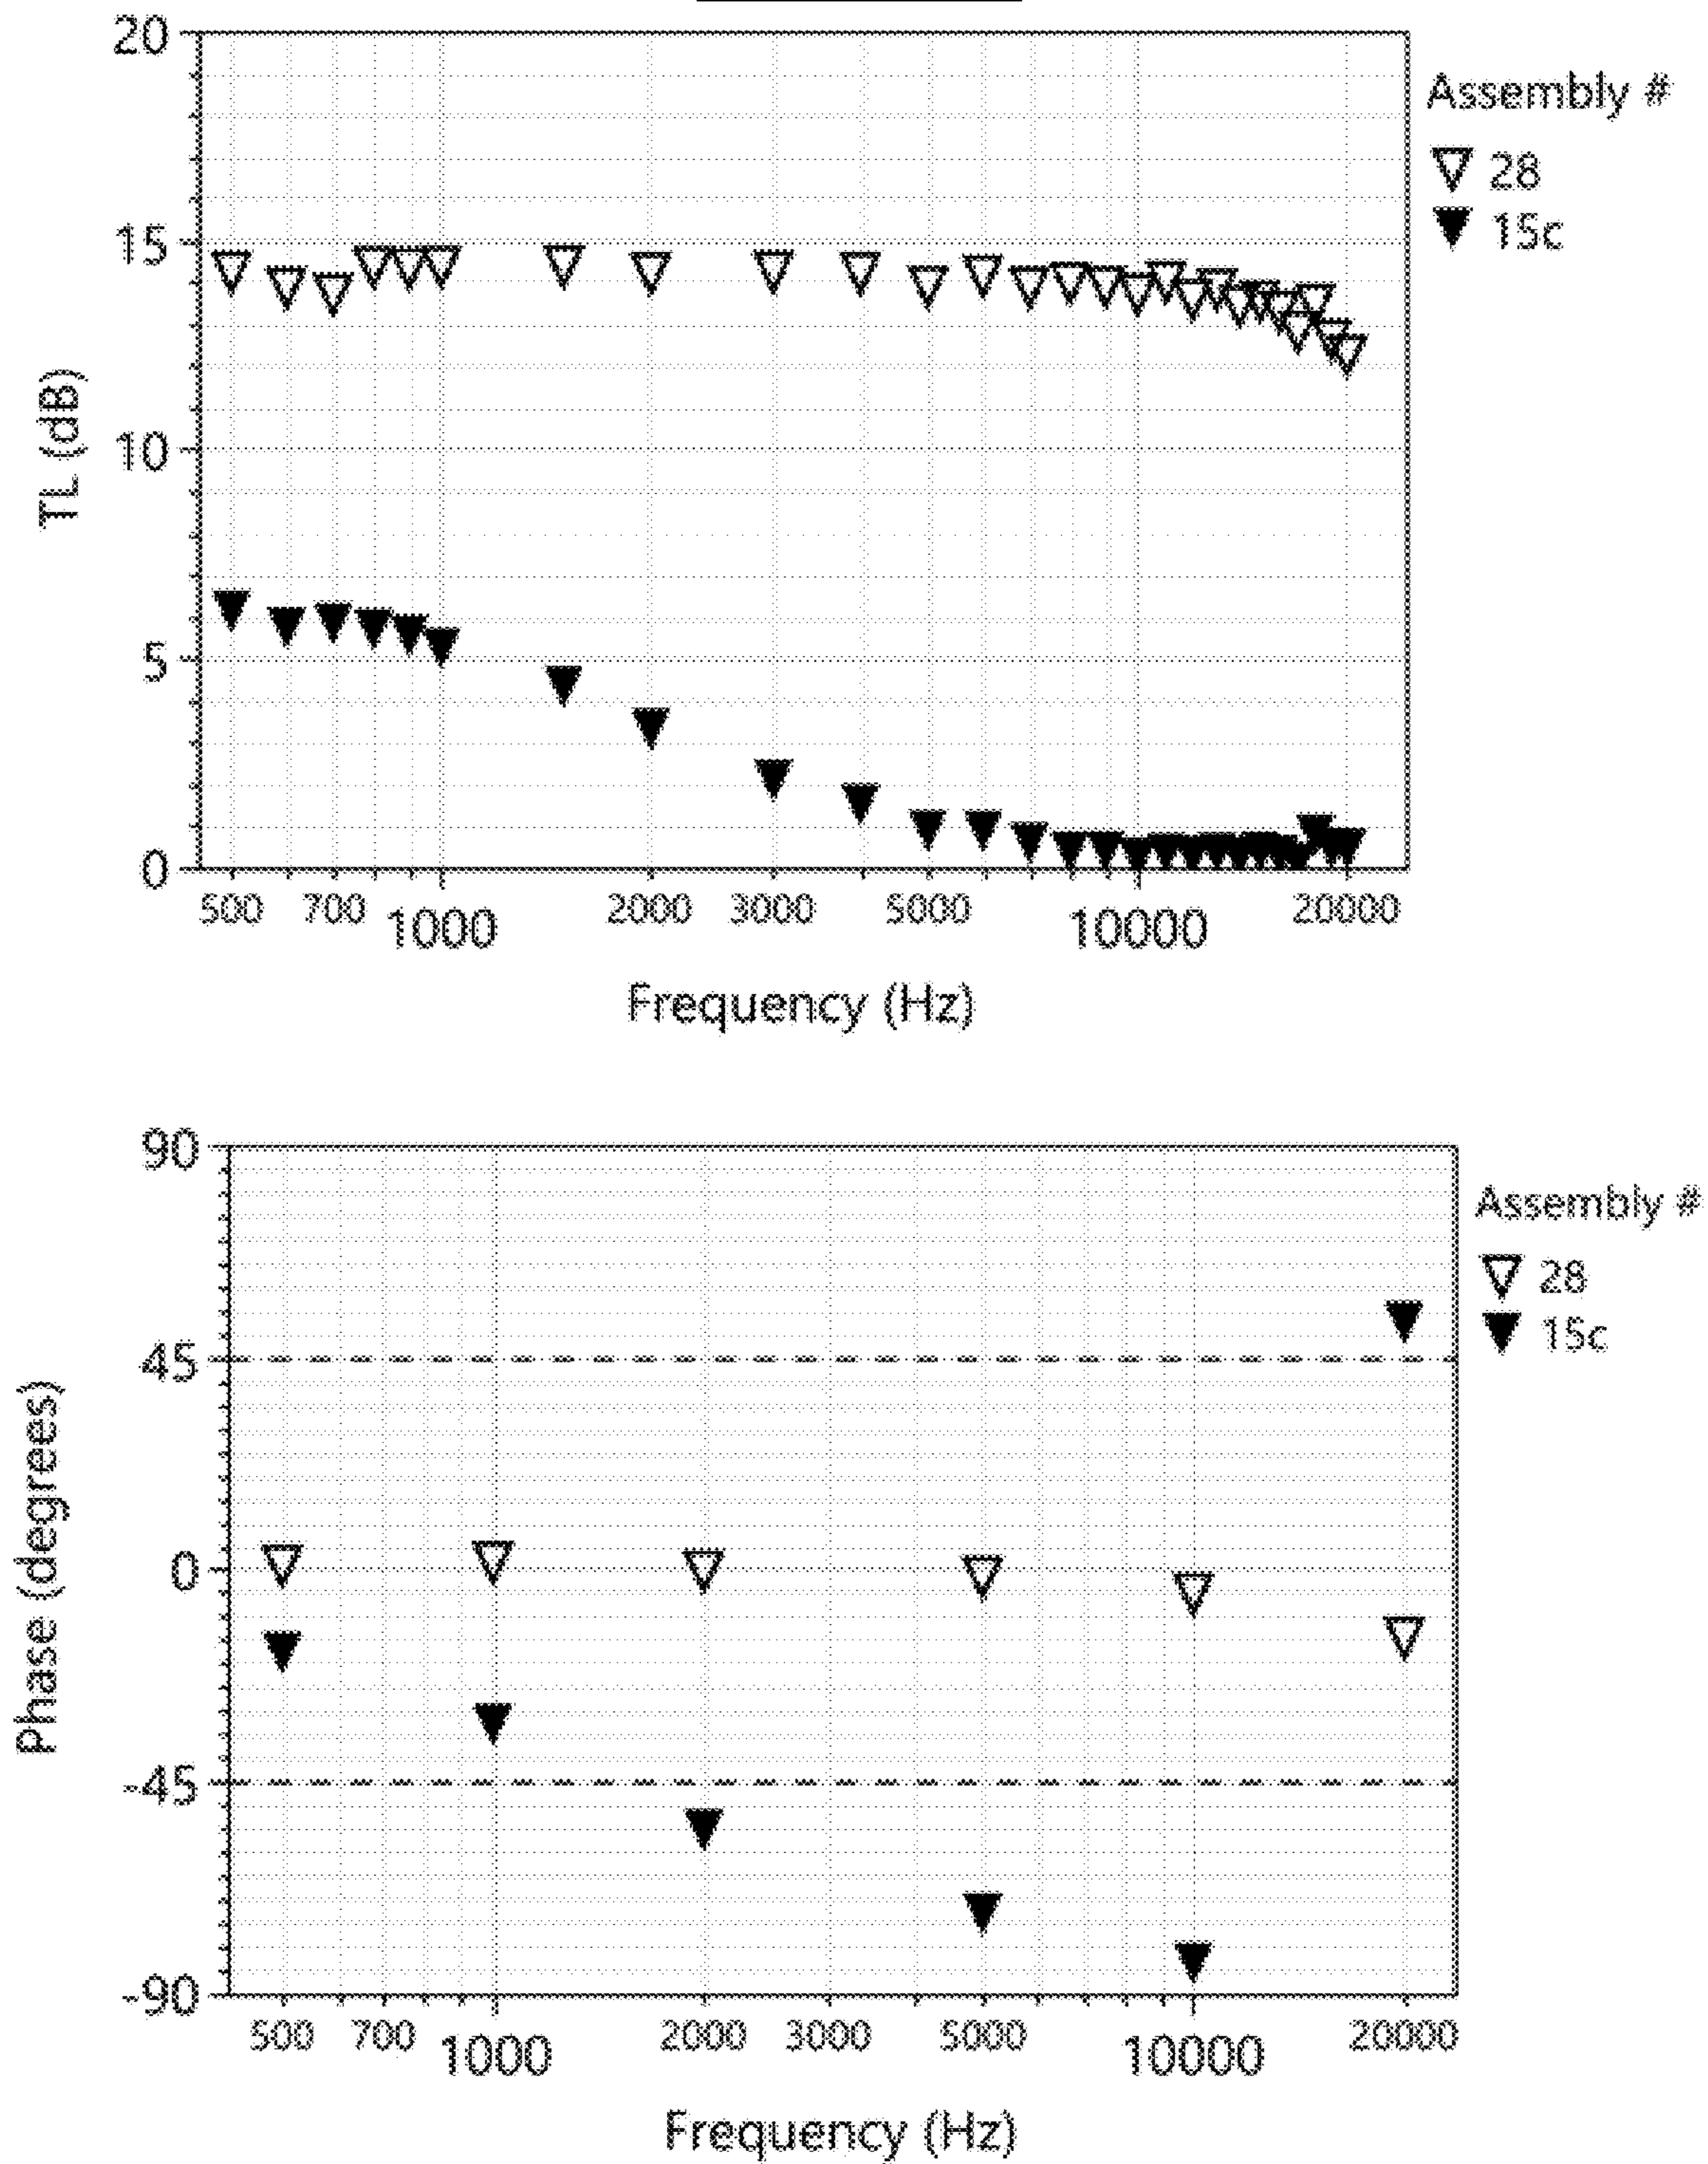 20
15
10
5
0
TL (dB)
500 700 1000 2000 3000 5000 10000 20000
Frequency (Hz)
Assembly #
28
15c
90
45
0
-45
-90
Phase (degrees)
500 700 1000 2000 3000 5000 10000 20000
Frequency (Hz)
Assembly #
28
15c